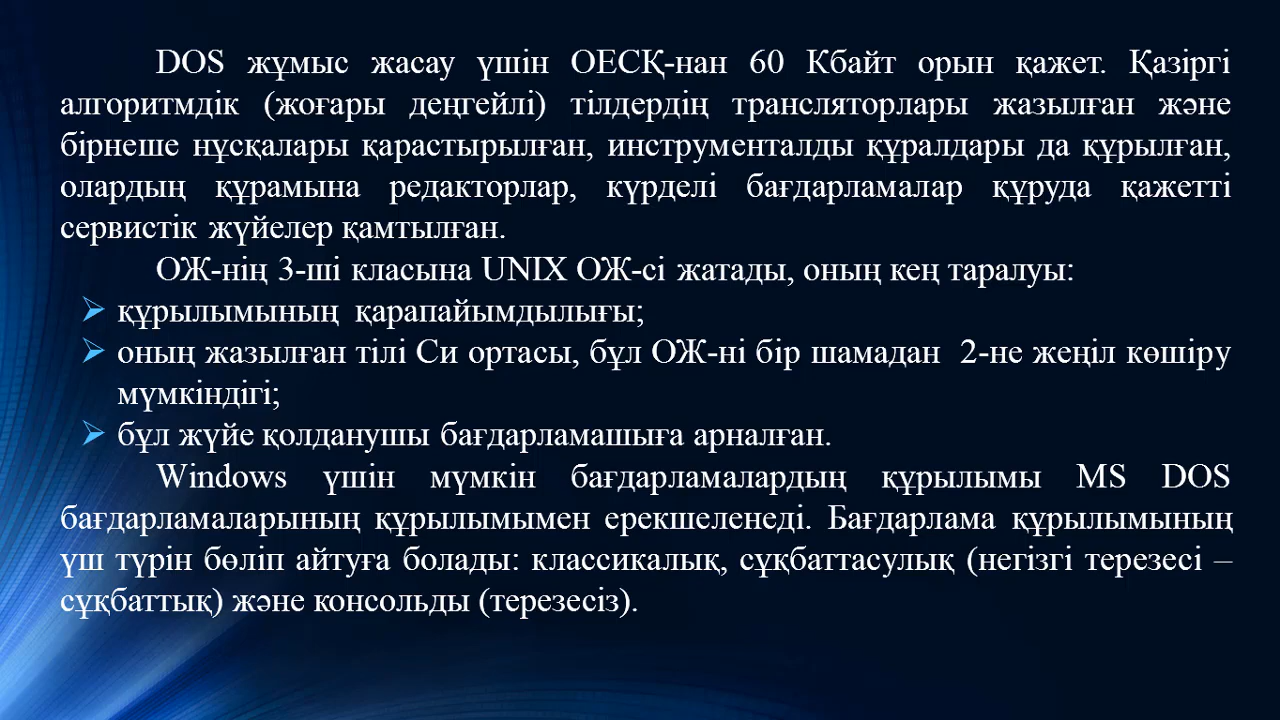 DOS жұмыс жасау үшін ОЕСҚ-нан 60 Кбайт орын қажет. Қазіргі
алгоритмдік (жоғары деңгейлі) тілдердің трансляторлары жазылған және
бірнеше нұсқалары қарастырылған, инструменталды құралдары да құрылған,
олардың құрамына редакторлар, күрделі бағдарламалар құруда қажетті
сервистік жүйелер қамтылған.
ОЖ-нің 3-ші класына UNIX ОЖ-сі жатады, оның кең таралуы:
➢ құрылымының қарапайымдылығы;
➢ оның жазылған тілі Си ортасы, бұл ОЖ-ні бір шамадан 2-не жеңіл көшіру
мүмкіндігі;
➢ бұл жүйе қолданушы бағдарламашыға арналған.
Windows үшін мүмкін бағдарламалардың құрылымы MS DOS
бағдарламаларының құрылымымен ерекшеленеді. Бағдарлама құрылымының
үш түрін бөліп айтуға болады: классикалық, сұқбаттасулық (негізгі терезесі –
сұқбаттық) және консольды (терезесіз).